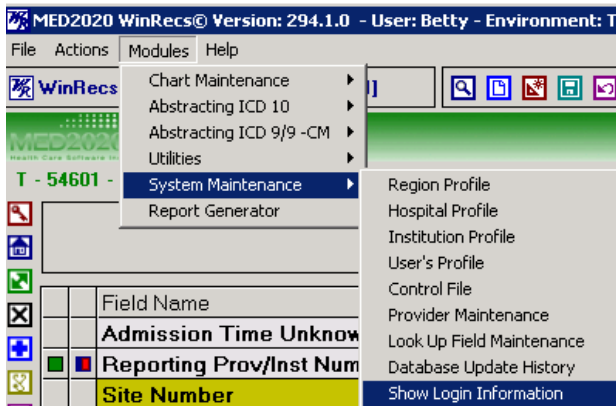 MED2020 WinRecs© Version: 294.1.0 - User: Betty - Environment: T
File Actions Modules Help
WinRecs
Chart Maintenance
Abstracting ICD 10
Abstracting ICD 9/9 -CM
Utilities
System Maintenance
Report Generator
MED2020
Health Care Software
T - 54601 -
Region Profile
Hospital Profile
Institution Profile
User's Profile
Control File
Provider Maintenance
Look Up Field Maintenance
Database Update History
Show Login Information
Field Name
Admission Time Unknow
Reporting Prov/Inst Num
Site Number